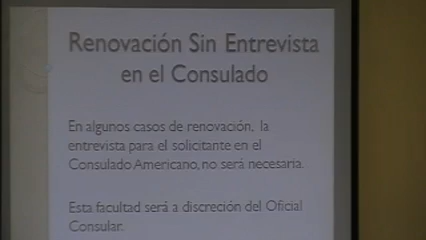 Renovación Sin Entrevista
en el Consulado
En algunos casos de renovación, la
entrevista para el solicitante en el
Consulado Americano, no será necesaria.
Esta facultad será a discreción del Oficial
Consular.